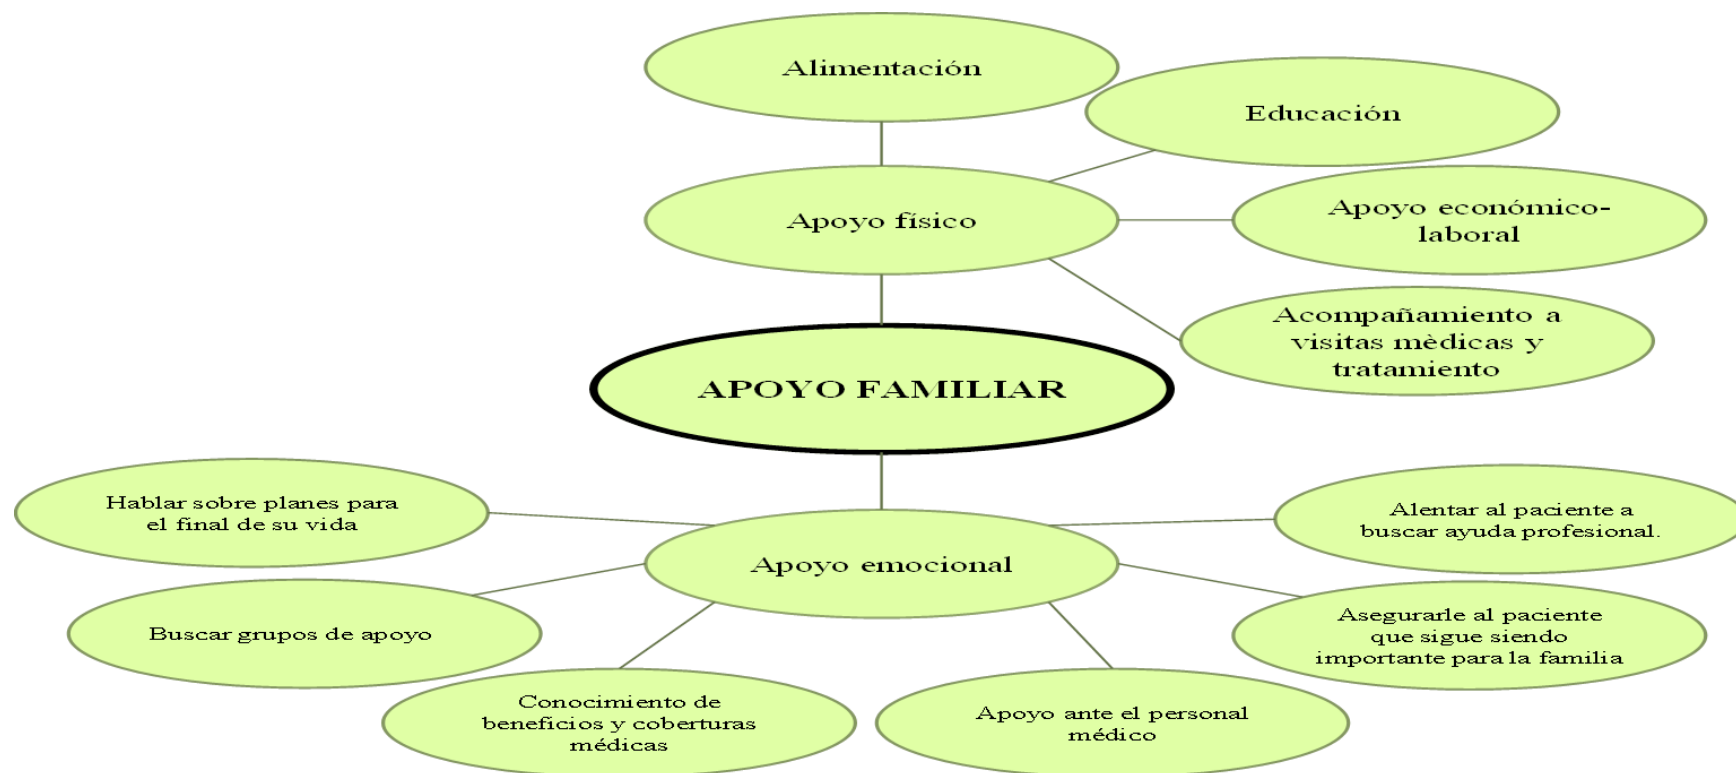 Alimentación
Educación
Apoyo físico
Apoyo económico-
laboral
Acompañamiento a
visitas mèdicas y
tratamiento
APOYO FAMILIAR
Hablar sobre planes para
el final de su vida
Alentar al paciente a
buscar ayuda profesional.
Apoyo emocional
Buscar grupos de apoyo
Asegurarle al paciente
que sigue siendo
importante para la familia
Conocimiento de
beneficios y coberturas
médicas
Apoyo ante el personal
médico